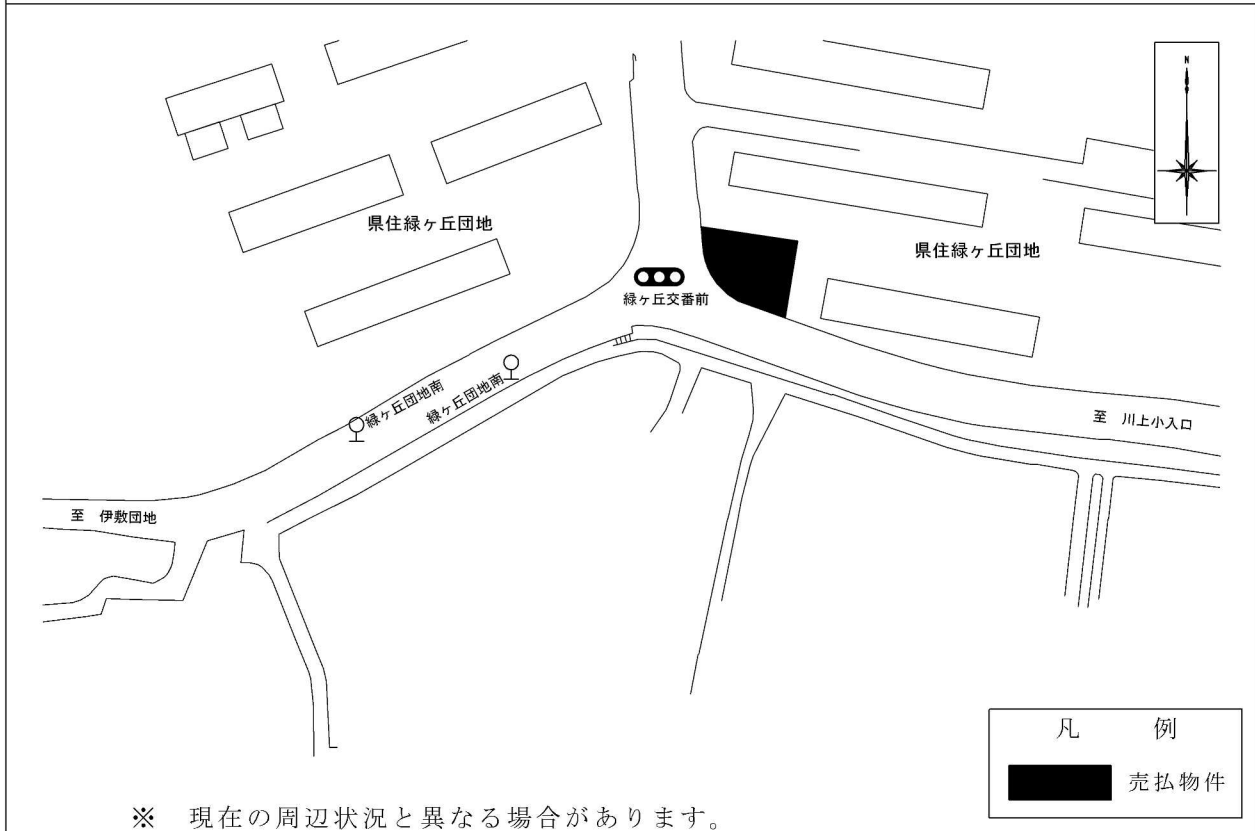 N
県住緑ヶ丘団地
県住緑ヶ丘団地
緑ヶ丘交番前
緑ヶ丘団地南
緑ヶ丘団地南
至 川上小入口
至 伊敷団地
凡 例
売払物件
※ 現在の周辺状況と異なる場合があります。